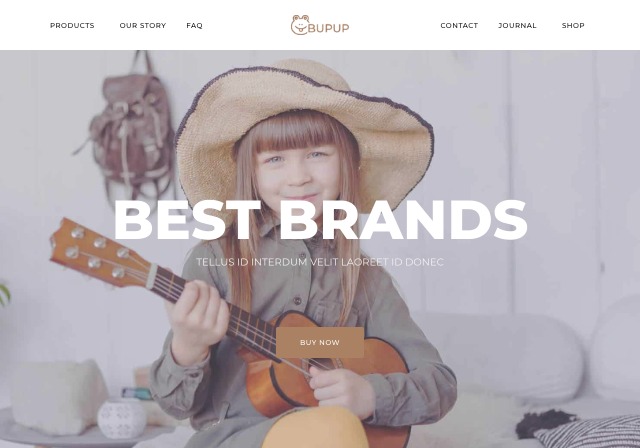 PRODUCTS OUR STORY FAQ BUPUP CONTACT JOURNAL SHOP
BEST BRANDS
TELLUS ID INTERDUM VELIT LAOREET ID DONEC
BUY NOW